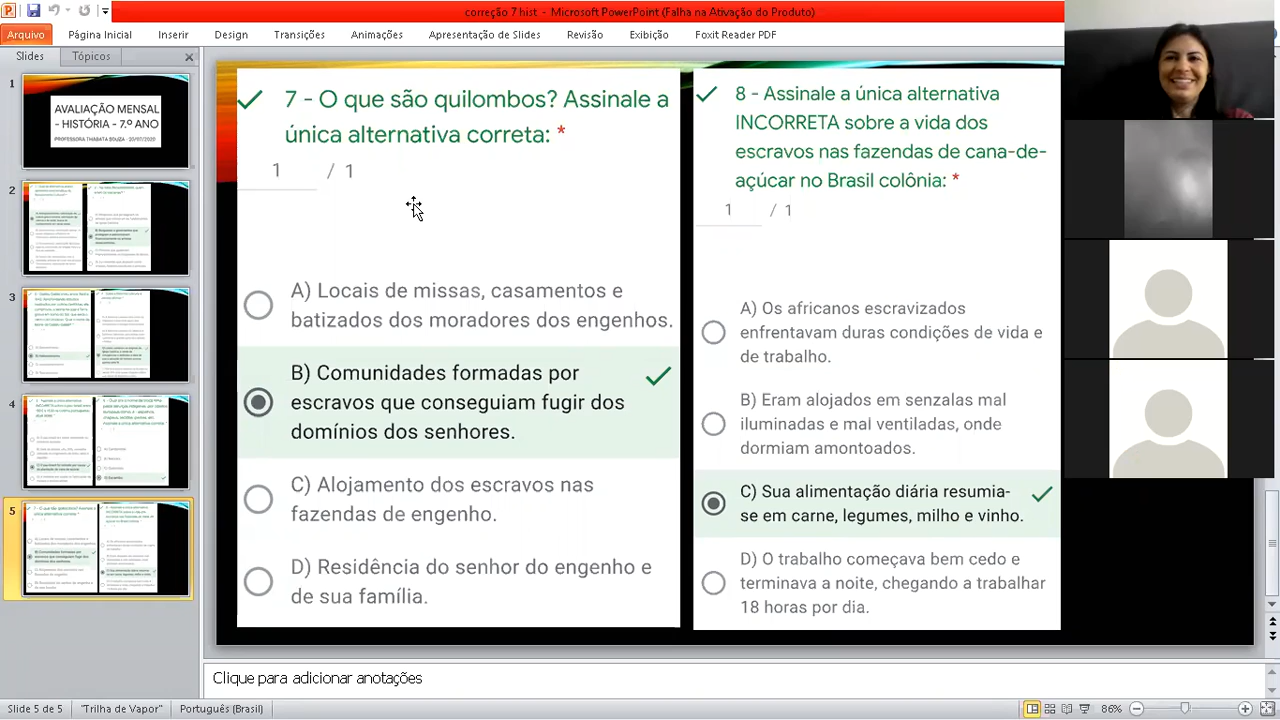 correção 7 hist - Microsoft PowerPoint (Falha na Ativação do Produto)
Arquivo
Página Inicial
Inserir
Design
Transições
Animações
Apresentação de Slides
Revisão
Exibição
Foxit Reader PDF
Slides
Tópicos
1
AVALIAÇÃO MENSAL
- HISTÓRIA - 7.º ANO
2
3
4
5
7 - O que são quilombos? Assinale a
única alternativa correta: *
1 / 1
A) Locais de missas, casamentos e
batizados dos moradores dos engenhos.
B) Comunidades formadas por
escravos que conseguiam fugir dos
domínios dos senhores.
C) Alojamento dos escravos nas
fazendas de engenho.
D) Residência do senhor do engenho e
de sua família.
8 - Assinale a única alternativa
INCORRETA sobre a vida dos
escravos nas fazendas de cana-de-
açúcar no Brasil colônia: *
1 / 1
A) Os africanos escravizados
enfrentavam duras condições de vida e
de trabalho.
B) Eram alojados em senzalas mal
iluminadas e mal ventiladas, onde
dormiam amontoados.
C) Sua alimentação diária resumia-
se em carne, legumes, milho e vinho.
D) O trabalho começava bem cedo e
terminava à noite, chegando a trabalhar
18 horas por dia.
Clique para adicionar anotações
Slide 5 de 5
"Trilha de Vapor"
Português (Brasil)
86%